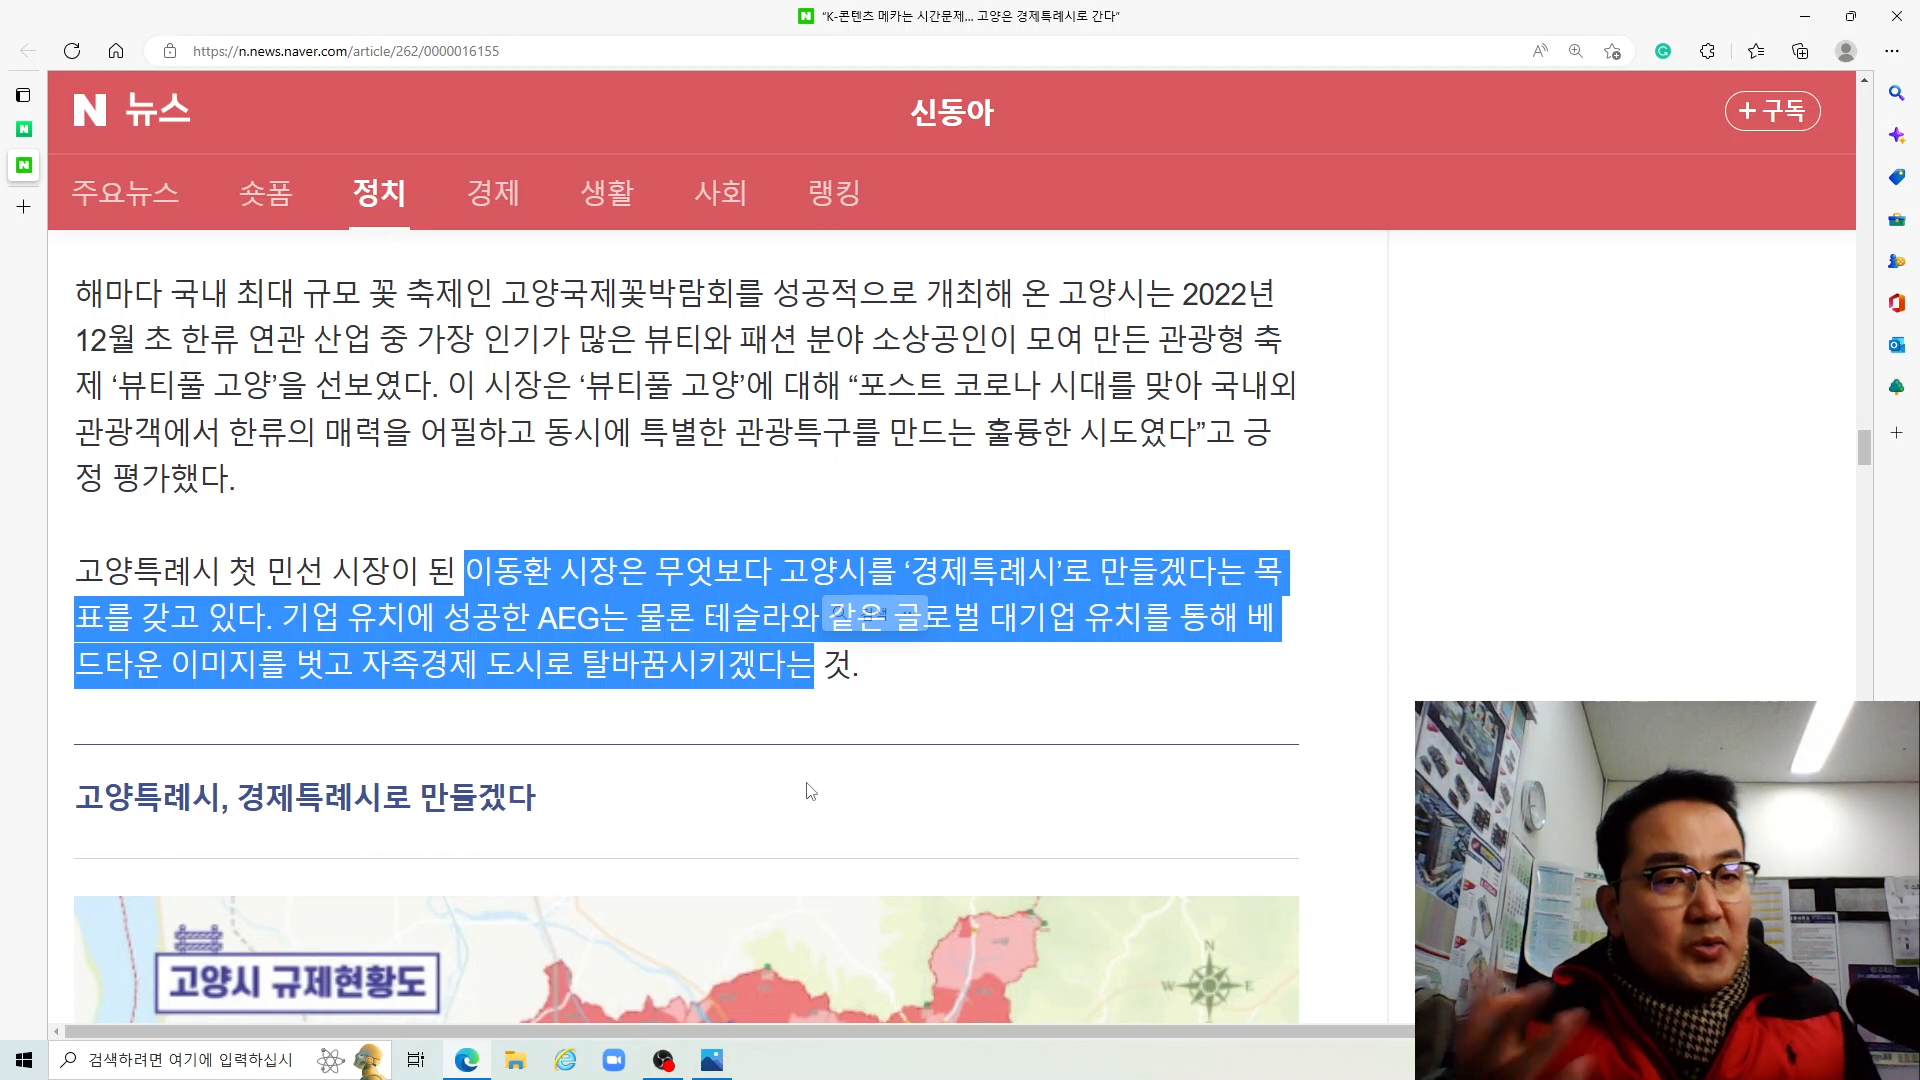 “K-콘텐츠 메카는 시간문제... 고양은 경제특례시로 간다”
https://n.news.naver.com/article/262/0000016155
N 뉴스
신동아
+ 구독
주요뉴스 숏폼 정치 경제 생활 사회 랭킹
해마다 국내 최대 규모 꽃 축제인 고양국제꽃박람회를 성공적으로 개최해 온 고양시는 2022년
12월 초 한류 연관 산업 중 가장 인기가 많은 뷰티와 패션 분야 소상공인이 모여 만든 관광형 축
제 ‘뷰티풀 고양’을 선보였다. 이 시장은 ‘뷰티풀 고양’에 대해 “포스트 코로나 시대를 맞아 국내외
관광객에서 한류의 매력을 어필하고 동시에 특별한 관광특구를 만드는 훌륭한 시도였다”고 긍
정 평가했다.
고양특례시 첫 민선 시장이 된 이동환 시장은 무엇보다 고양시를 ‘경제특례시’로 만들겠다는 목
표를 갖고 있다. 기업 유치에 성공한 AEG는 물론 테슬라와 같은 글로벌 대기업 유치를 통해 베
드타운 이미지를 벗고 자족경제 도시로 탈바꿈시키겠다는 것.
고양특례시, 경제특례시로 만들겠다
고양시 규제현황도
N
W E
검색하려면 여기에 입력하십시